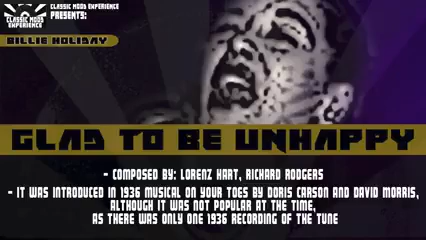 CLASSIC MODS EXPERIENCE
PRESENTS:
CLASSIC MODS
EXPERIENCE
BILLIE HOLIDAY
GLAD TO BE UNHAPPY
- COMPOSED BY: LORENZ HART, RICHARD RODGERS
- IT WAS INTRODUCED IN 1936 MUSICAL ON YOUR TOES BY DORIS CARSON AND DAVID MORRIS,
ALTHOUGH IT WAS NOT POPULAR AT THE TIME,
AS THERE WAS ONLY ONE 1936 RECORDING OF THE TUNE